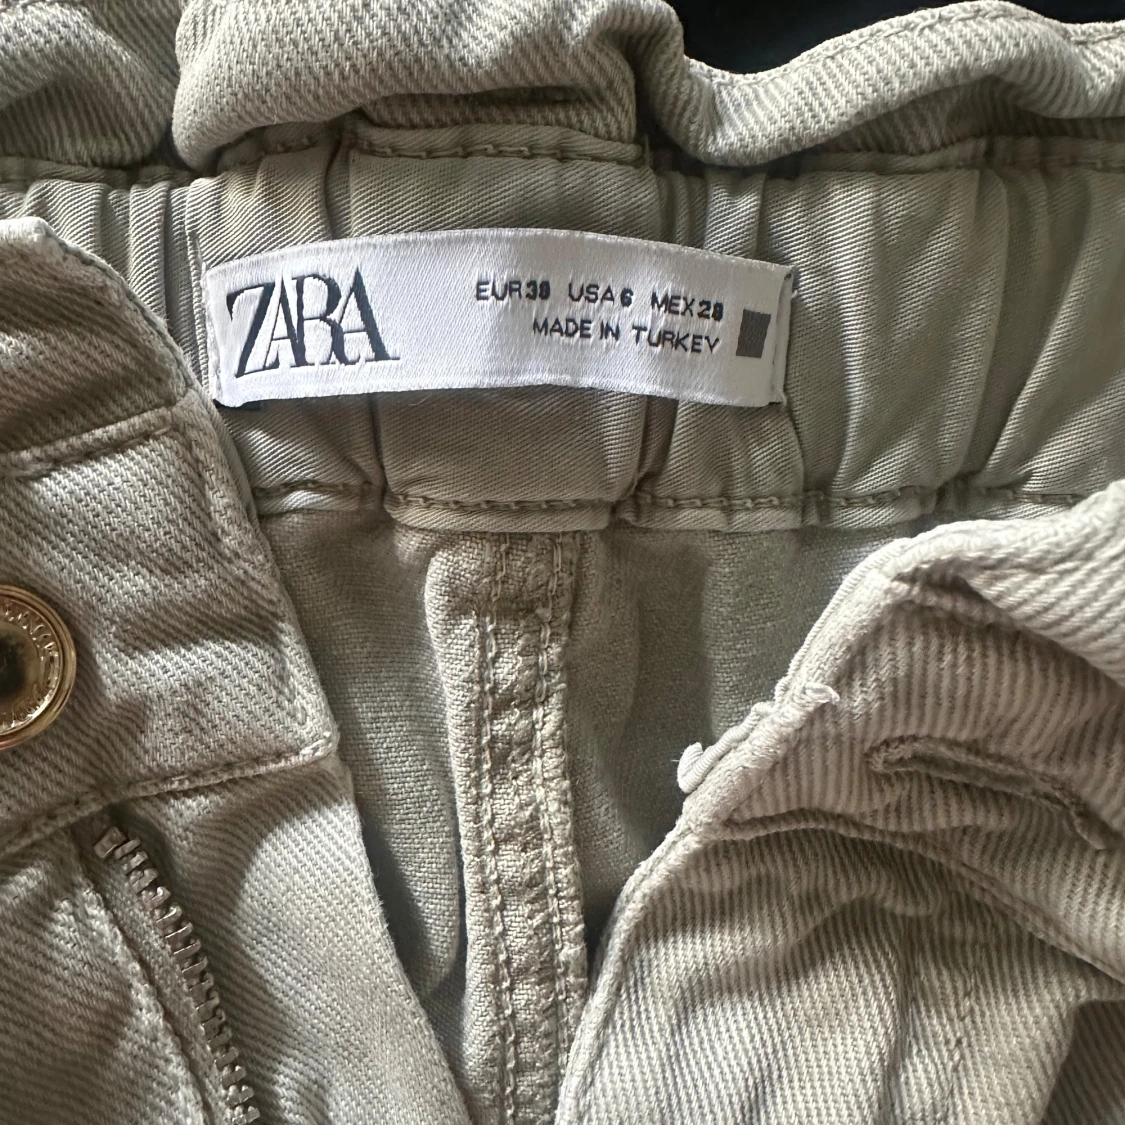 ZARA
EUR 38 USA 6 MEX 28
MADE IN TURKEY